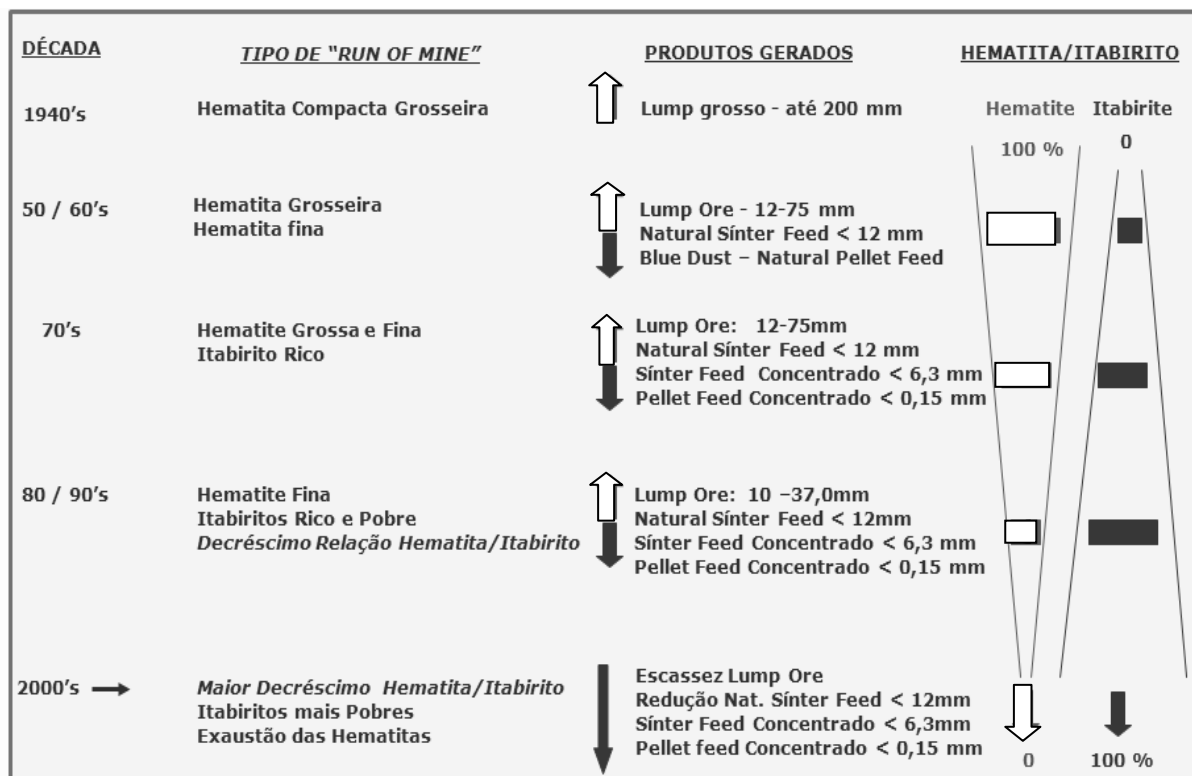 DÉCADA
TIPO DE “RUN OF MINE”
PRODUTOS GERADOS
HEMATITA/ITABIRITO
1940’s
Hematita Compacta Grosseira
Lump grosso - até 200 mm
Hematite
Itabirite
100 %
0
50 / 60’s
Hematita Grosseira
Hematita fina
Lump Ore - 12-75 mm
Natural Sínter Feed < 12 mm
Blue Dust – Natural Pellet Feed
70’s
Hematite Grossa e Fina
Itabirito Rico
Lump Ore: 12-75mm
Natural Sínter Feed < 12 mm
Sínter Feed Concentrado < 6,3 mm
Pellet Feed Concentrado < 0,15 mm
80 / 90’s
Hematite Fina
Itabiritos Rico e Pobre
Decréscimo Relação Hematita/Itabirito
Lump Ore: 10 –37,0mm
Natural Sínter Feed < 12mm
Sínter Feed Concentrado < 6,3 mm
Pellet Feed Concentrado < 0,15 mm
2000’s
Maior Decréscimo Hematita/Itabirito
Itabiritos mais Pobres
Exaustão das Hematitas
Escassez Lump Ore
Redução Nat. Sínter Feed < 12mm
Sínter Feed Concentrado < 6,3mm
Pellet feed Concentrado < 0,15 mm
0
100 %